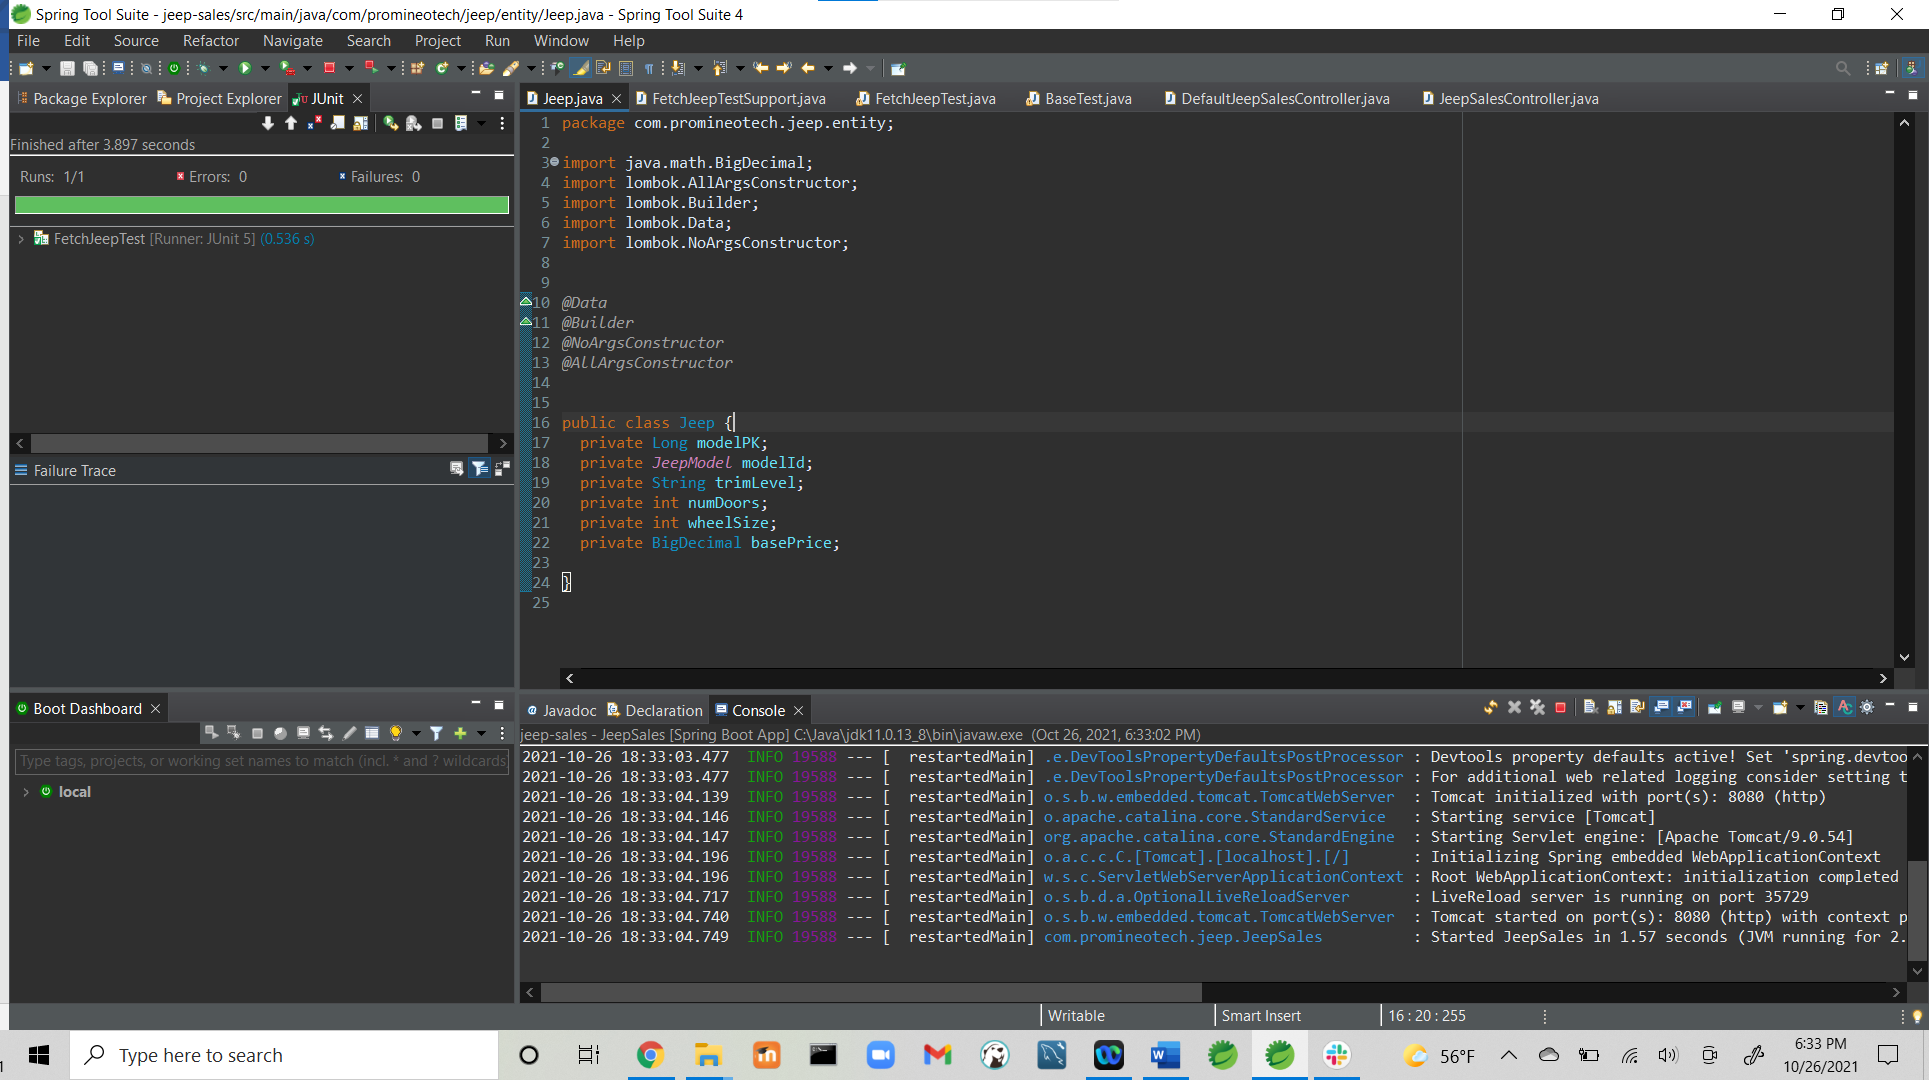 Spring Tool Suite - jeep-sales/src/main/java/com/promineotech/jeep/entity/Jeep.java - Spring Tool Suite 4
File Edit Source Refactor Navigate Search Project Run Window Help
Package Explorer Project Explorer JUnit
Finished after 3.897 seconds
Runs: 1/1 Errors: 0 Failures: 0
FetchJeepTest [Runner: JUnit 5] (0.536 s)
Failure Trace
Boot Dashboard
Type tags, projects, or working set names to match (incl. * and ? wildcards
local
Jeep.java FetchJeepTestSupport.java FetchJeepTest.java BaseTest.java DefaultJeepSalesController.java JeepSalesController.java
1 package com.promineotech.jeep.entity;
2
3 import java.math.BigDecimal;
4 import lombok.AllArgsConstructor;
5 import lombok.Builder;
6 import lombok.Data;
7 import lombok.NoArgsConstructor;
8
9
10 @Data
11 @Builder
12 @NoArgsConstructor
13 @AllArgsConstructor
14
15
16 public class Jeep {
17 private Long modelPK;
18 private JeepModel modelId;
19 private String trimLevel;
20 private int numDoors;
21 private int wheelSize;
22 private BigDecimal basePrice;
23
24 }
25
Javadoc Declaration Console
jeep-sales - JeepSales [Spring Boot App] C:\Java\jdk11.0.13_8\bin\javaw.exe (Oct 26, 2021, 6:33:02 PM)
2021-10-26 18:33:03.477 INFO 19588 --- [ restartedMain] .e.DevToolsPropertyDefaultsPostProcessor : Devtools property defaults active! Set 'spring.devtoo
2021-10-26 18:33:03.477 INFO 19588 --- [ restartedMain] .e.DevToolsPropertyDefaultsPostProcessor : For additional web related logging consider setting t
2021-10-26 18:33:04.139 INFO 19588 --- [ restartedMain] o.s.b.w.embedded.tomcat.TomcatWebServer : Tomcat initialized with port(s): 8080 (http)
2021-10-26 18:33:04.146 INFO 19588 --- [ restartedMain] o.apache.catalina.core.StandardService : Starting service [Tomcat]
2021-10-26 18:33:04.147 INFO 19588 --- [ restartedMain] org.apache.catalina.core.StandardEngine : Starting Servlet engine: [Apache Tomcat/9.0.54]
2021-10-26 18:33:04.196 INFO 19588 --- [ restartedMain] o.a.c.c.C.[Tomcat].[localhost].[/] : Initializing Spring embedded WebApplicationContext
2021-10-26 18:33:04.196 INFO 19588 --- [ restartedMain] w.s.c.ServletWebServerApplicationContext : Root WebApplicationContext: initialization completed
2021-10-26 18:33:04.717 INFO 19588 --- [ restartedMain] o.s.b.d.a.OptionalLiveReloadServer : LiveReload server is running on port 35729
2021-10-26 18:33:04.740 INFO 19588 --- [ restartedMain] o.s.b.w.embedded.tomcat.TomcatWebServer : Tomcat started on port(s): 8080 (http) with context p
2021-10-26 18:33:04.749 INFO 19588 --- [ restartedMain] com.promineotech.jeep.JeepSales : Started JeepSales in 1.57 seconds (JVM running for 2.
Writable Smart Insert 16 : 20 : 255
Type here to search
56°F
6:33 PM
10/26/2021